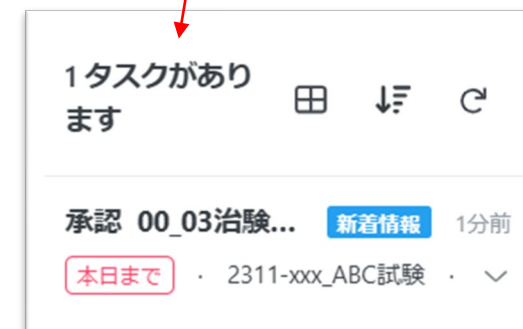 1 タスクがあり
ます
承認 00_03治験... 新着情報 1分前
本日まで · 2311-xxx_ABC試験 ·